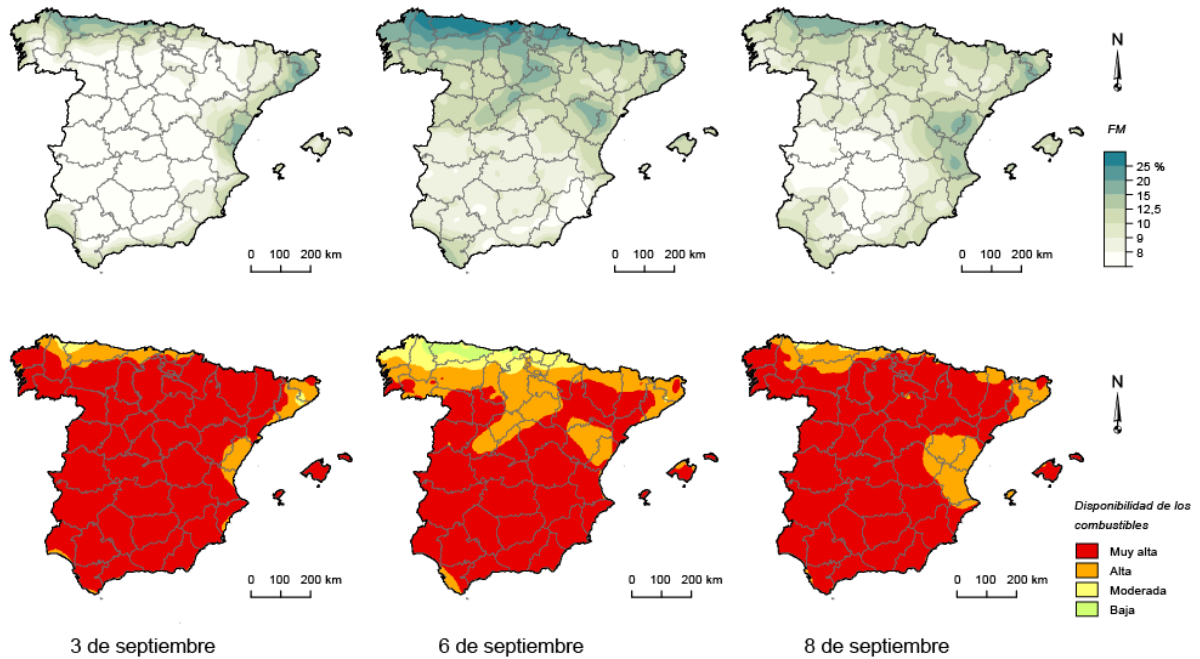 N
FM
25 %
20
15
12,5
10
9
8
0 100 200 km
0 100 200 km
0 100 200 km
N
Disponibilidad de los
combustibles
Muy alta
Alta
Moderada
Baja
0 100 200 km
0 100 200 km
0 100 200 km
3 de septiembre
6 de septiembre
8 de septiembre